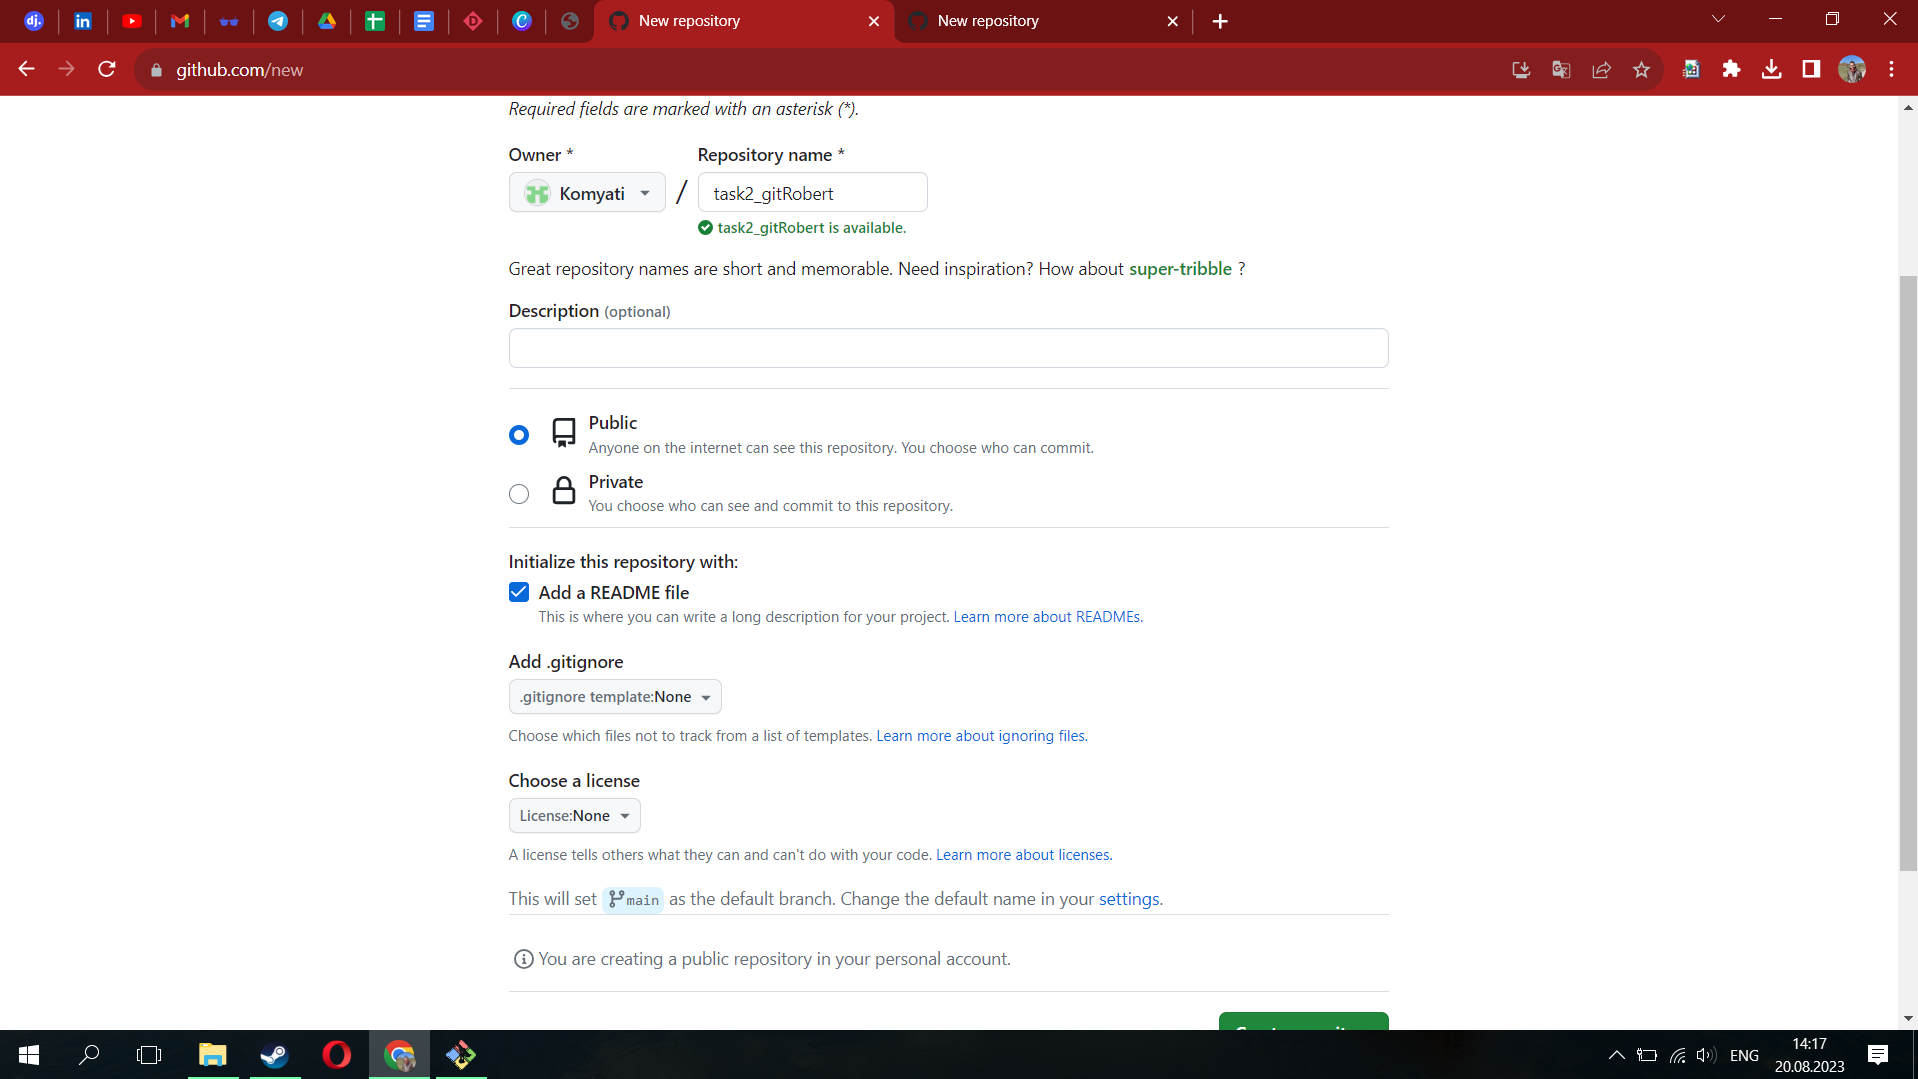 dj
in
New repository
New repository
github.com/new
Required fields are marked with an asterisk (*).
Owner *
Repository name *
Komyati
/
task2_gitRobert
task2_gitRobert is available.
Great repository names are short and memorable. Need inspiration? How about super-tribble ?
Description (optional)
Public
Anyone on the internet can see this repository. You choose who can commit.
Private
You choose who can see and commit to this repository.
Initialize this repository with:
Add a README file
This is where you can write a long description for your project. Learn more about READMEs.
Add .gitignore
.gitignore template:None
Choose which files not to track from a list of templates. Learn more about ignoring files.
Choose a license
License:None
A license tells others what they can and can't do with your code. Learn more about licenses.
This will set main as the default branch. Change the default name in your settings.
You are creating a public repository in your personal account.
ENG
14:17
20.08.2023